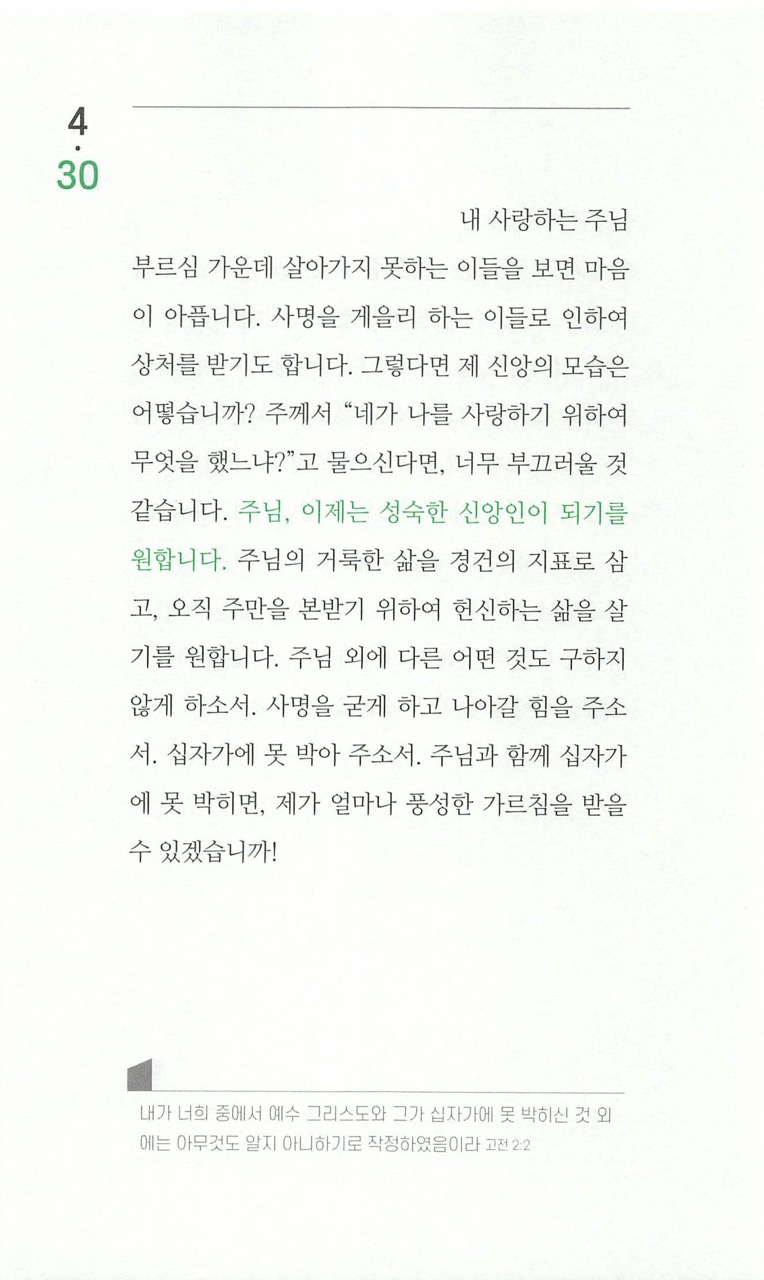 4
·
30
내 사랑하는 주님
부르심 가운데 살아가지 못하는 이들을 보면 마음
이 아픕니다. 사명을 게을리 하는 이들로 인하여
상처를 받기도 합니다. 그렇다면 제 신앙의 모습은
어떻습니까? 주께서 “네가 나를 사랑하기 위하여
무엇을 했느냐?”고 물으신다면, 너무 부끄러울 것
같습니다. 주님, 이제는 성숙한 신앙인이 되기를
원합니다. 주님의 거룩한 삶을 경건의 지표로 삼
고, 오직 주만을 본받기 위하여 헌신하는 삶을 살
기를 원합니다. 주님 외에 다른 어떤 것도 구하지
않게 하소서. 사명을 굳게 하고 나아갈 힘을 주소
서. 십자가에 못 박아 주소서. 주님과 함께 십자가
에 못 박히면, 제가 얼마나 풍성한 가르침을 받을
수 있겠습니까!
내가 너희 중에서 예수 그리스도와 그가 십자가에 못 박히신 것 외
에는 아무것도 알지 아니하기로 작정하였음이라 고전 2:2